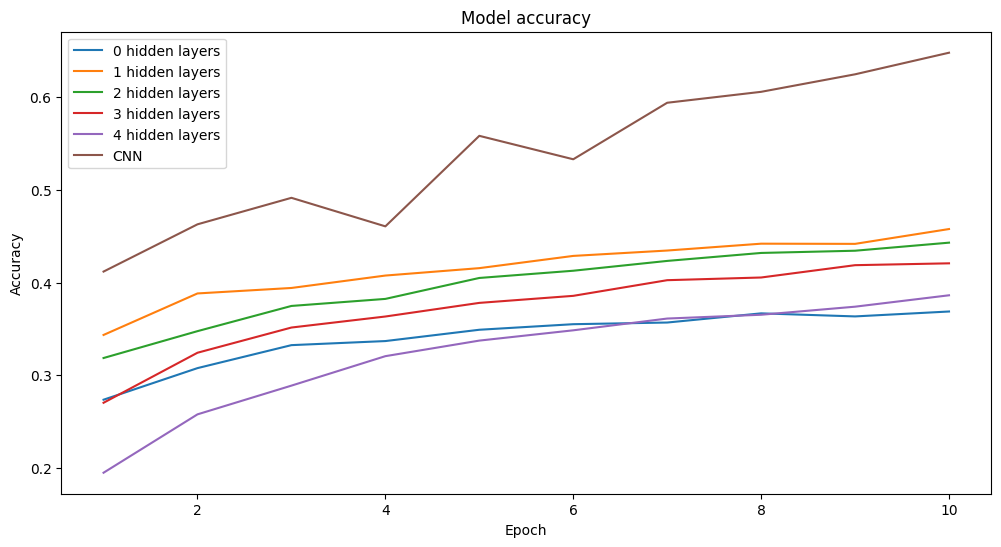 Model accuracy
0 hidden layers
1 hidden layers
2 hidden layers
3 hidden layers
4 hidden layers
CNN
Accuracy
0.6
0.5
0.4
0.3
0.2
2 4 6 8 10
Epoch